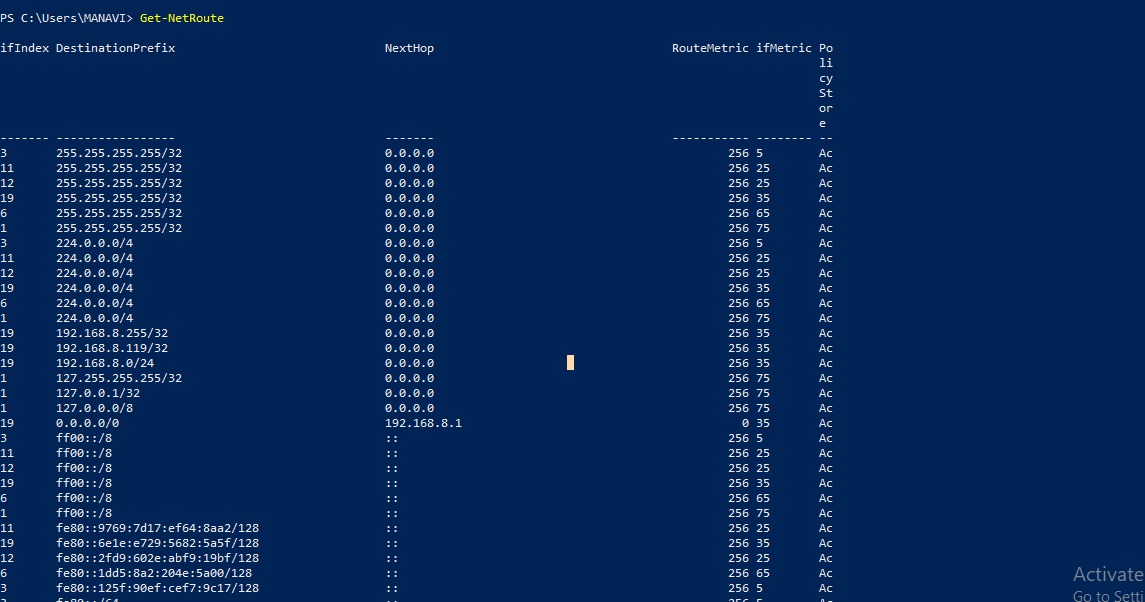 PS C:\Users\MANAVI> Get-NetRoute
ifIndex DestinationPrefix NextHop RouteMetric ifMetric Po
li
cy
St
or
e
------- ----------------- ------- ----------- -------- --
3 255.255.255.255/32 0.0.0.0 256 5 Ac
11 255.255.255.255/32 0.0.0.0 256 25 Ac
12 255.255.255.255/32 0.0.0.0 256 25 Ac
19 255.255.255.255/32 0.0.0.0 256 35 Ac
6 255.255.255.255/32 0.0.0.0 256 65 Ac
1 255.255.255.255/32 0.0.0.0 256 75 Ac
3 224.0.0.0/4 0.0.0.0 256 5 Ac
11 224.0.0.0/4 0.0.0.0 256 25 Ac
12 224.0.0.0/4 0.0.0.0 256 25 Ac
19 224.0.0.0/4 0.0.0.0 256 35 Ac
6 224.0.0.0/4 0.0.0.0 256 65 Ac
1 224.0.0.0/4 0.0.0.0 256 75 Ac
19 192.168.8.255/32 0.0.0.0 256 35 Ac
19 192.168.8.119/32 0.0.0.0 256 35 Ac
19 192.168.8.0/24 0.0.0.0 256 35 Ac
1 127.255.255.255/32 0.0.0.0 256 75 Ac
1 127.0.0.1/32 0.0.0.0 256 75 Ac
1 127.0.0.0/8 0.0.0.0 256 75 Ac
19 0.0.0.0/0 192.168.8.1 0 35 Ac
3 ff00::/8 :: 256 5 Ac
11 ff00::/8 :: 256 25 Ac
12 ff00::/8 :: 256 25 Ac
19 ff00::/8 :: 256 35 Ac
6 ff00::/8 :: 256 65 Ac
1 ff00::/8 :: 256 75 Ac
11 fe80::9769:7d17:ef64:8aa2/128 :: 256 25 Ac
19 fe80::6e1e:e729:5682:5a5f/128 :: 256 35 Ac
12 fe80::2fd9:602e:abf9:19bf/128 :: 256 25 Ac
6 fe80::1dd5:8a2:204e:5a00/128 :: 256 65 Ac
3 fe80::125f:90ef:cef7:9c17/128 :: 256 5 Ac
3 fe80::/64 :: 256 5 Ac
Activate
Go to Setti